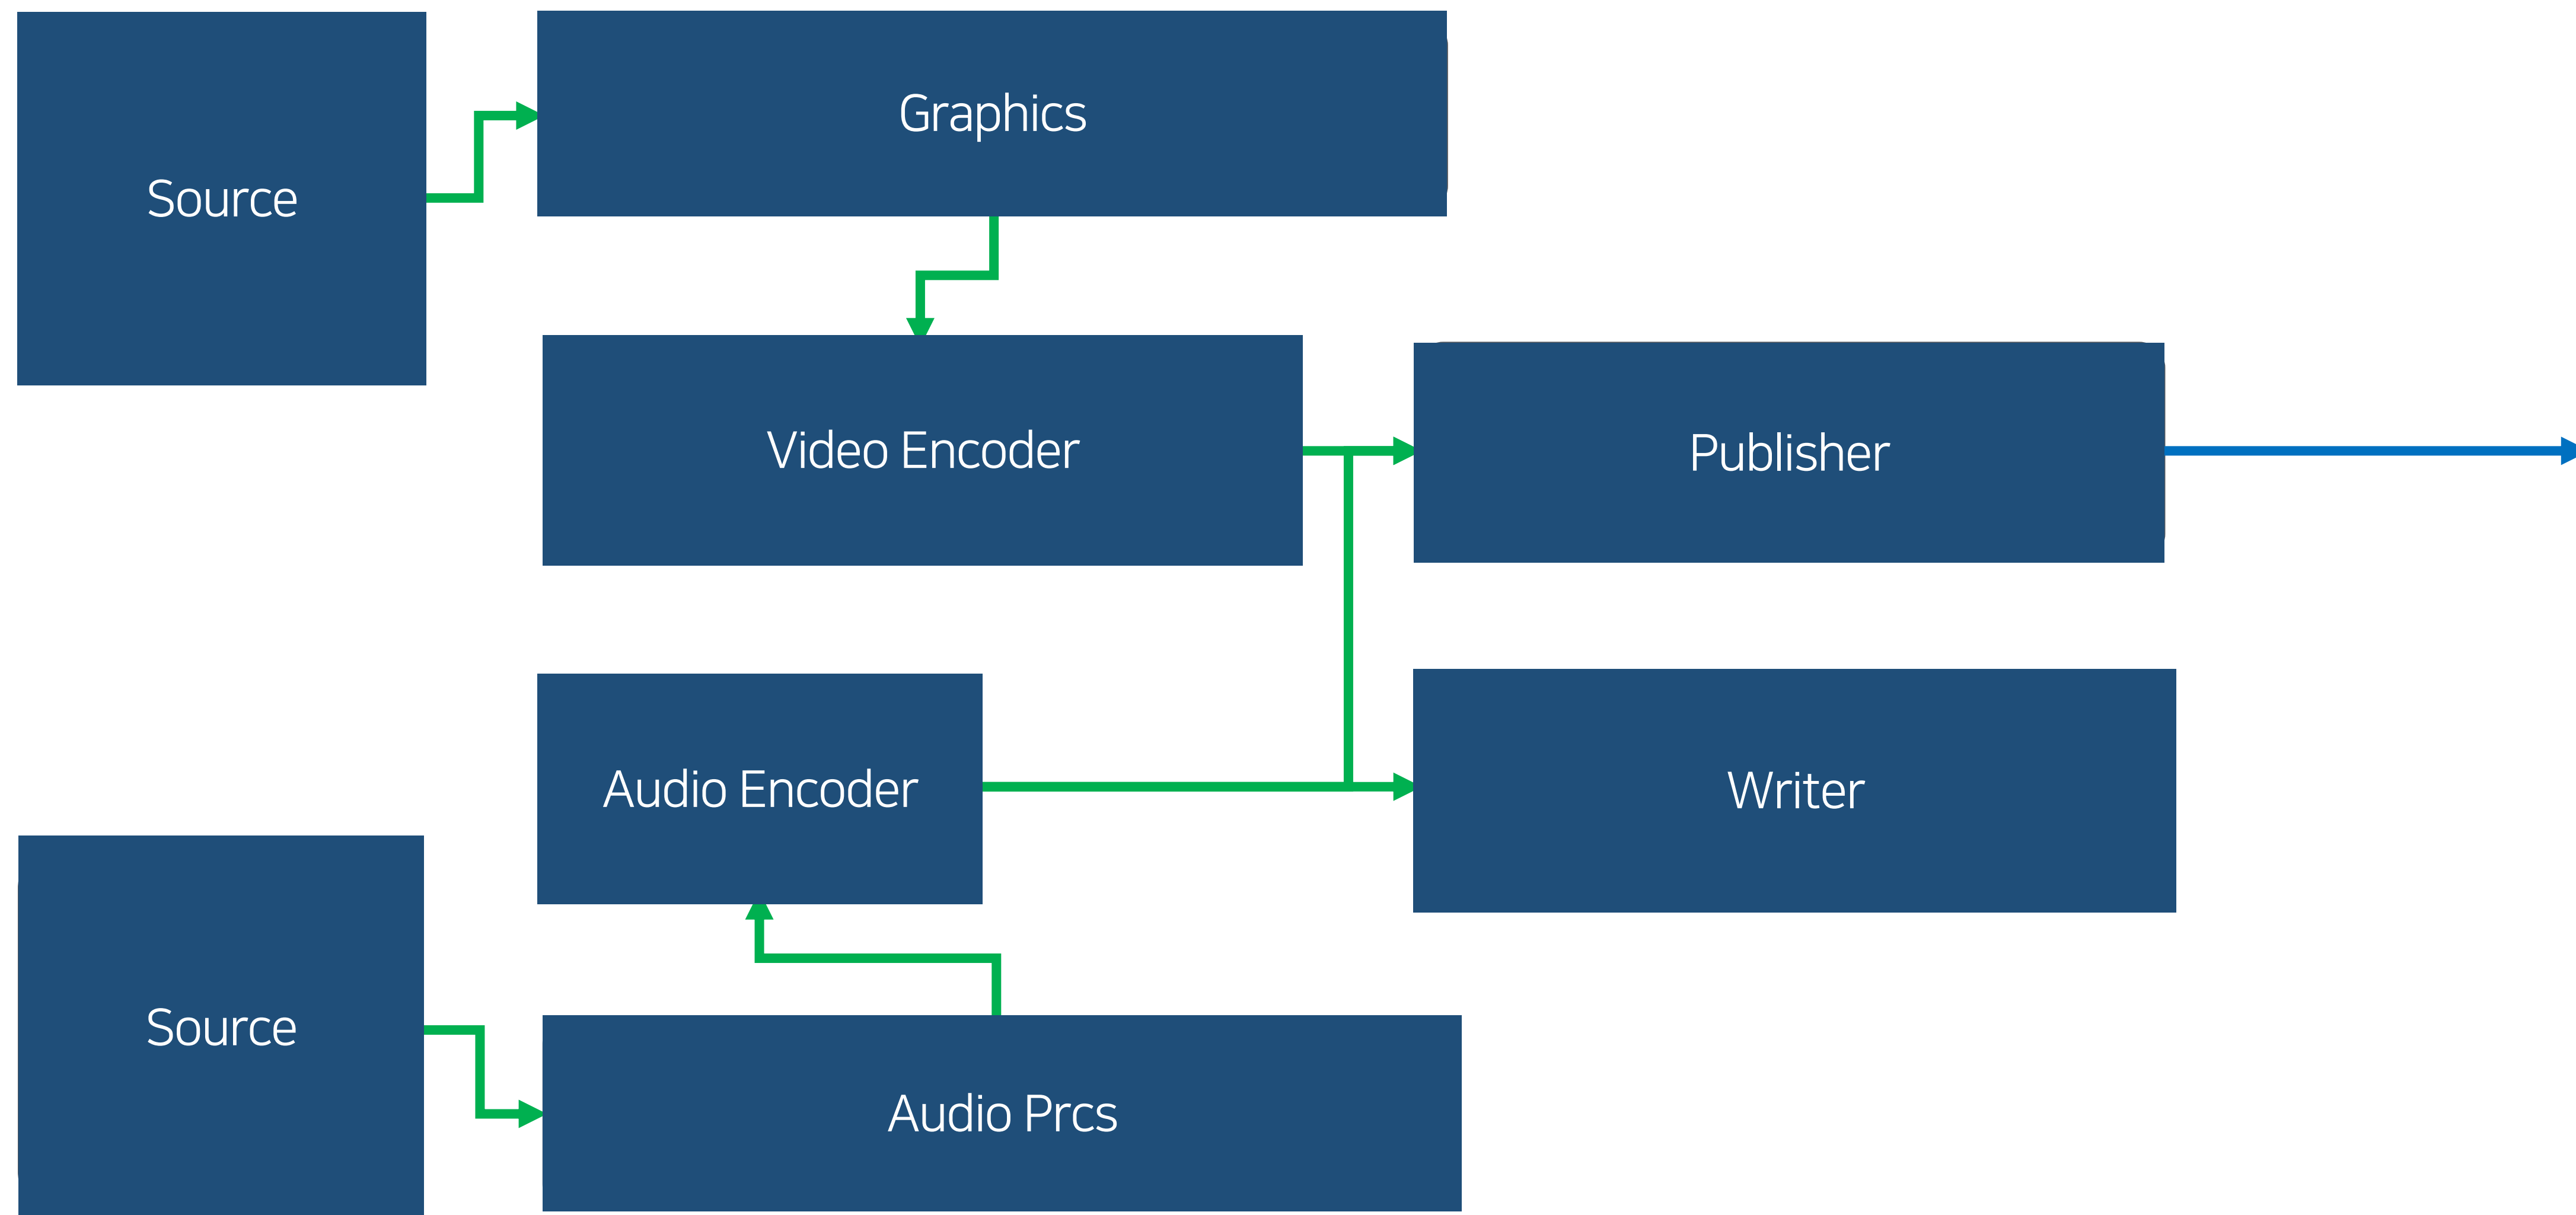 Source
Graphics
Video Encoder
Publisher
Audio Encoder
Writer
Source
Audio Prcs